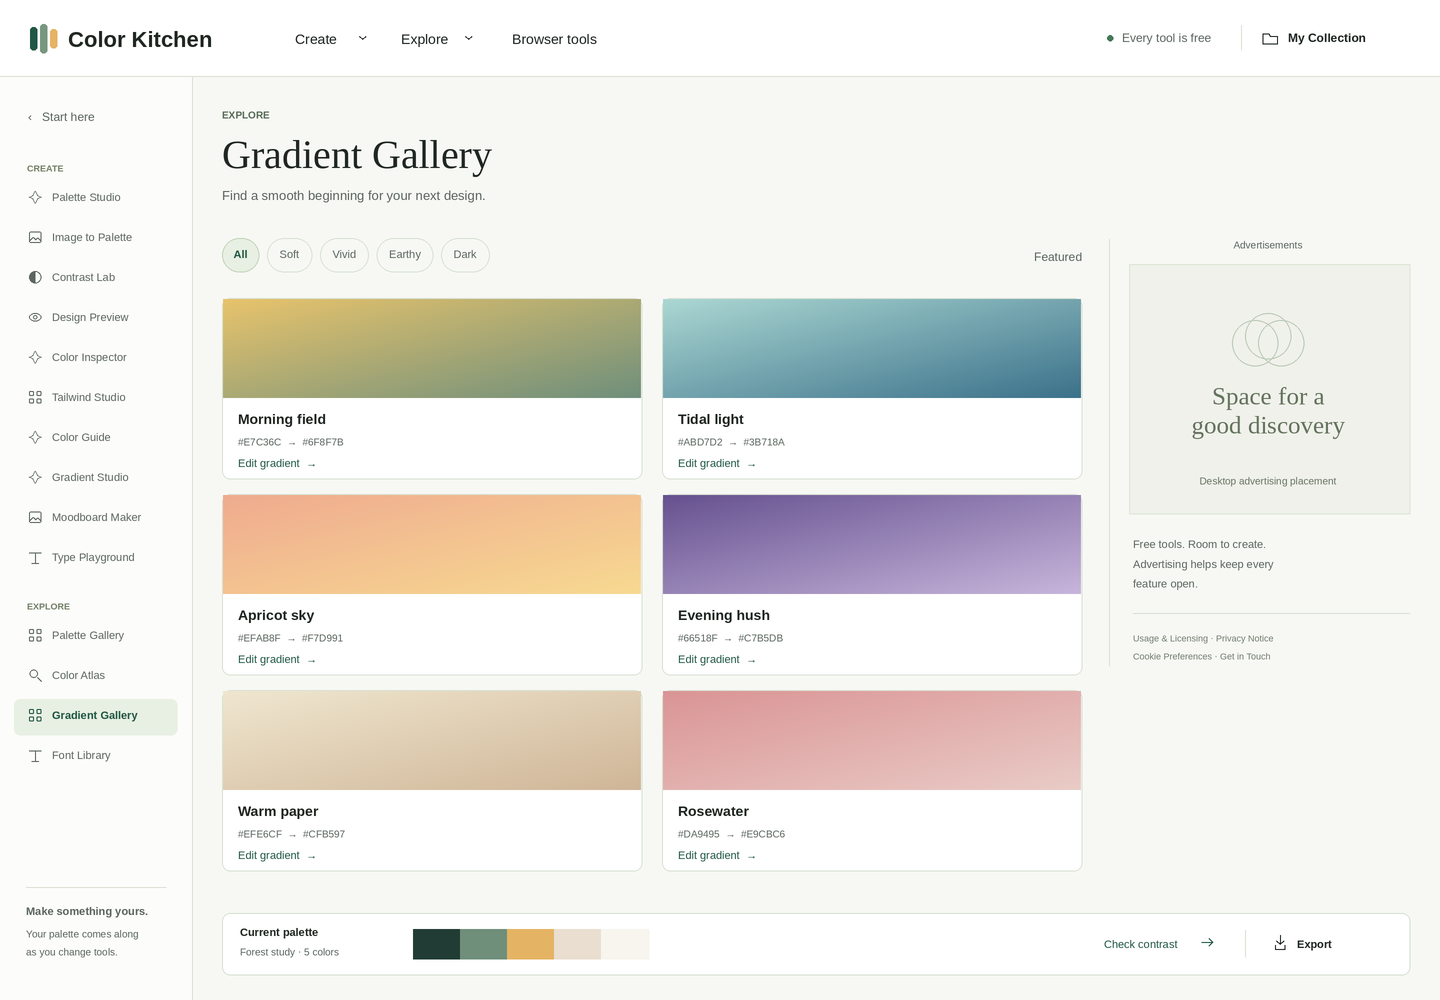 Color Kitchen
Create
Explore
Browser tools
Every tool is free
My Collection
‹ Start here
CREATE
Palette Studio
Image to Palette
Contrast Lab
Design Preview
Color Inspector
Tailwind Studio
Color Guide
Gradient Studio
Moodboard Maker
Type Playground
EXPLORE
Palette Gallery
Color Atlas
Gradient Gallery
Font Library
Make something yours.
Your palette comes along
as you change tools.
EXPLORE
Gradient Gallery
Find a smooth beginning for your next design.
All
Soft
Vivid
Earthy
Dark
Featured
Morning field
#E7C36C → #6F8F7B
Edit gradient →
Tidal light
#ABD7D2 → #3B718A
Edit gradient →
Apricot sky
#EFAB8F → #F7D991
Edit gradient →
Evening hush
#66518F → #C7B5DB
Edit gradient →
Warm paper
#EFE6CF → #CFB597
Edit gradient →
Rosewater
#DA9495 → #E9CBC6
Edit gradient →
Advertisements
Space for a
good discovery
Desktop advertising placement
Free tools. Room to create.
Advertising helps keep every
feature open.
Usage & Licensing · Privacy Notice
Cookie Preferences · Get in Touch
Current palette
Forest study · 5 colors
Check contrast →
Export